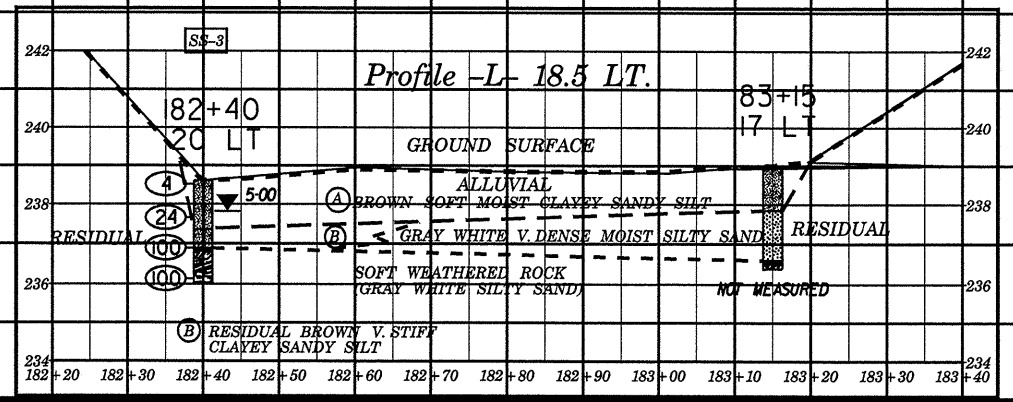 SS-3
242
242
Profile -L- 18.5 LT.
182+40
20 LT
83+15
17 LT
240
240
GROUND SURFACE
4
ALLUVIAL
5-00
A BROWN SOFT MOIST CLAYEY SANDY SILT
238
238
24
RESIDUAL
B GRAY WHITE V. DENSE MOIST SILTY SAND
RESIDUAL
100
100
SOFT WEATHERED ROCK
(GRAY WHITE SILTY SAND)
236
236
NOT MEASURED
B RESIDUAL BROWN V. STIFF
CLAYEY SANDY SILT
234
234
182+20 182+30 182+40 182+50 182+60 182+70 182+80 182+90 183+00 183+10 183+20 183+30 183+40